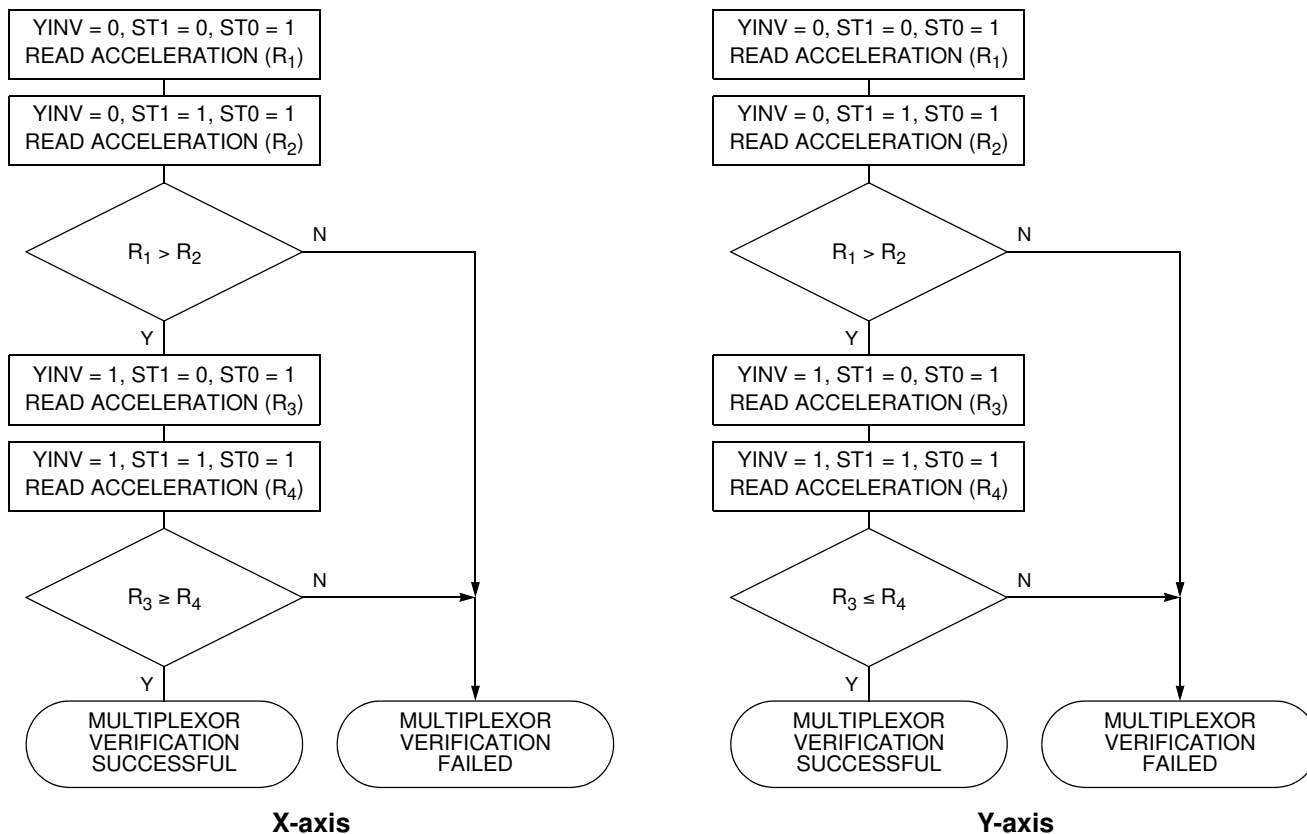 YINV = 0, ST1 = 0, ST0 = 1
READ ACCELERATION (R1)
YINV = 0, ST1 = 1, ST0 = 1
READ ACCELERATION (R2)
R1 > R2
N
Y
YINV = 1, ST1 = 0, ST0 = 1
READ ACCELERATION (R3)
YINV = 1, ST1 = 1, ST0 = 1
READ ACCELERATION (R4)
R3 ≥ R4
N
Y
MULTIPLEXOR
VERIFICATION
SUCCESSFUL
MULTIPLEXOR
VERIFICATION
FAILED
X-axis
YINV = 0, ST1 = 0, ST0 = 1
READ ACCELERATION (R1)
YINV = 0, ST1 = 1, ST0 = 1
READ ACCELERATION (R2)
R1 > R2
N
Y
YINV = 1, ST1 = 0, ST0 = 1
READ ACCELERATION (R3)
YINV = 1, ST1 = 1, ST0 = 1
READ ACCELERATION (R4)
R3 ≤ R4
N
Y
MULTIPLEXOR
VERIFICATION
SUCCESSFUL
MULTIPLEXOR
VERIFICATION
FAILED
Y-axis